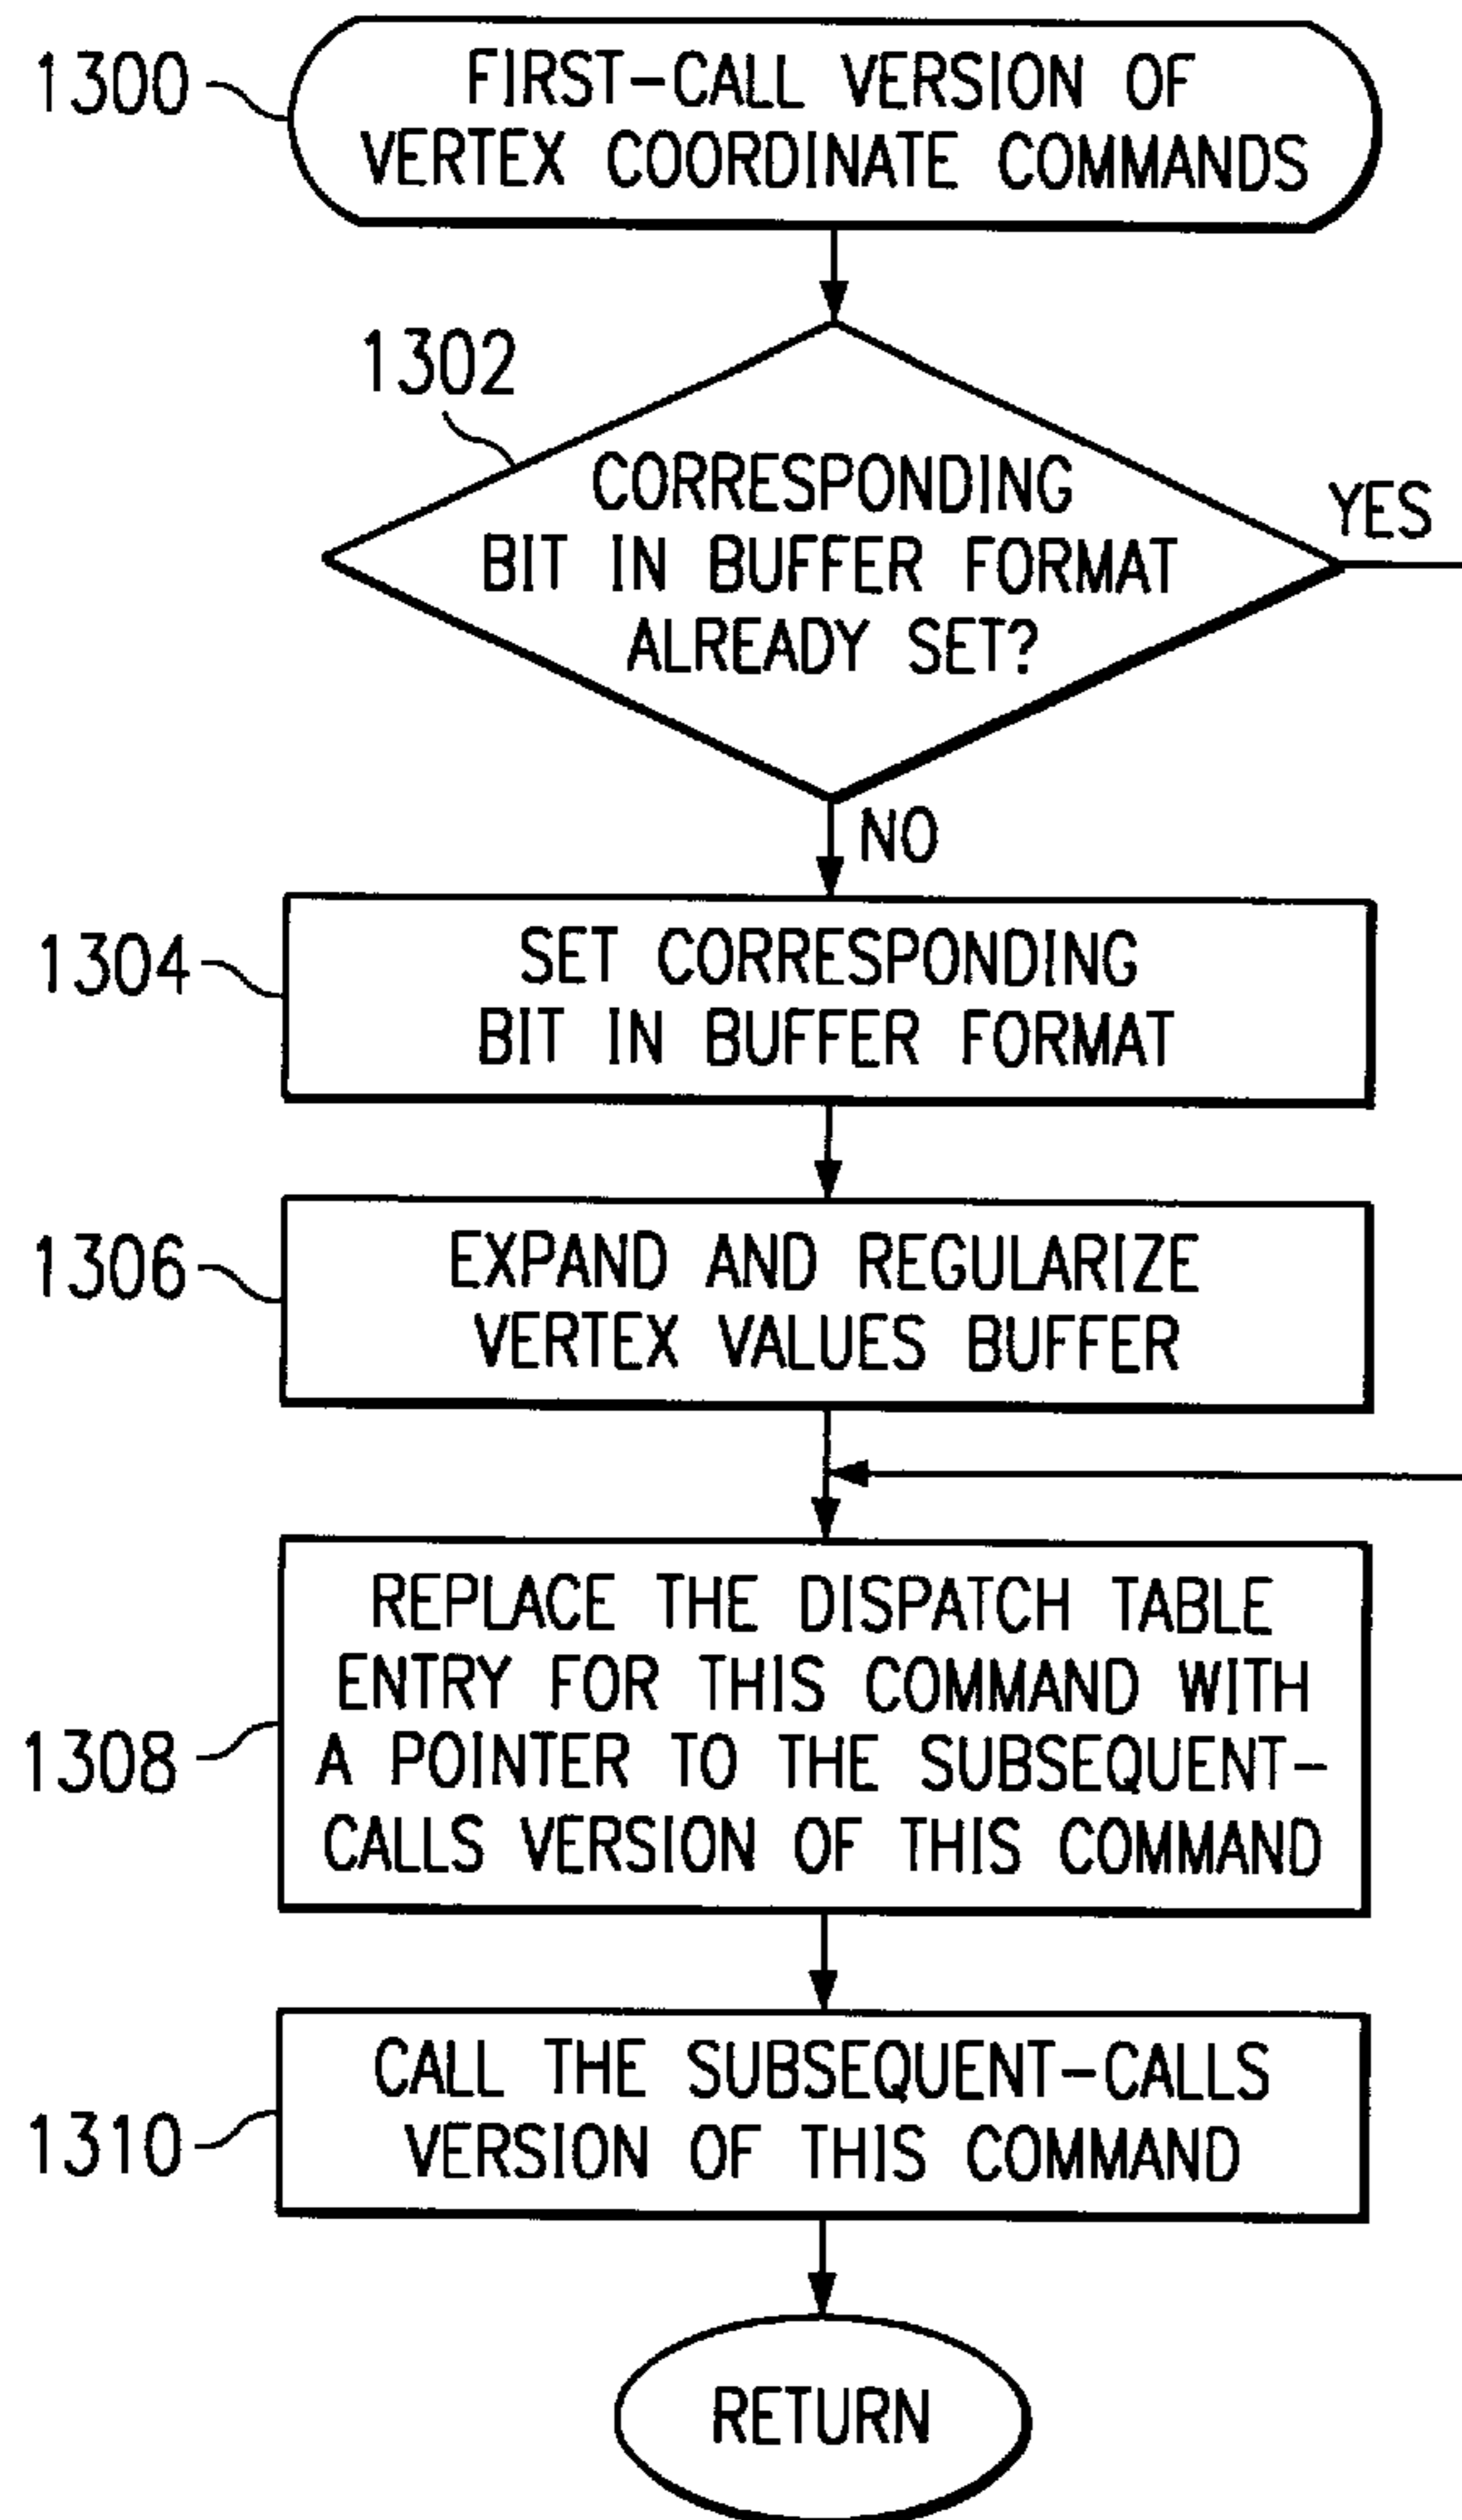 1300
FIRST-CALL VERSION OF
VERTEX COORDINATE COMMANDS
1302
CORRESPONDING
BIT IN BUFFER FORMAT
ALREADY SET?
YES
NO
1304
SET CORRESPONDING
BIT IN BUFFER FORMAT
1306
EXPAND AND REGULARIZE
VERTEX VALUES BUFFER
1308
REPLACE THE DISPATCH TABLE
ENTRY FOR THIS COMMAND WITH
A POINTER TO THE SUBSEQUENT-
CALLS VERSION OF THIS COMMAND
1310
CALL THE SUBSEQUENT-CALLS
VERSION OF THIS COMMAND
RETURN